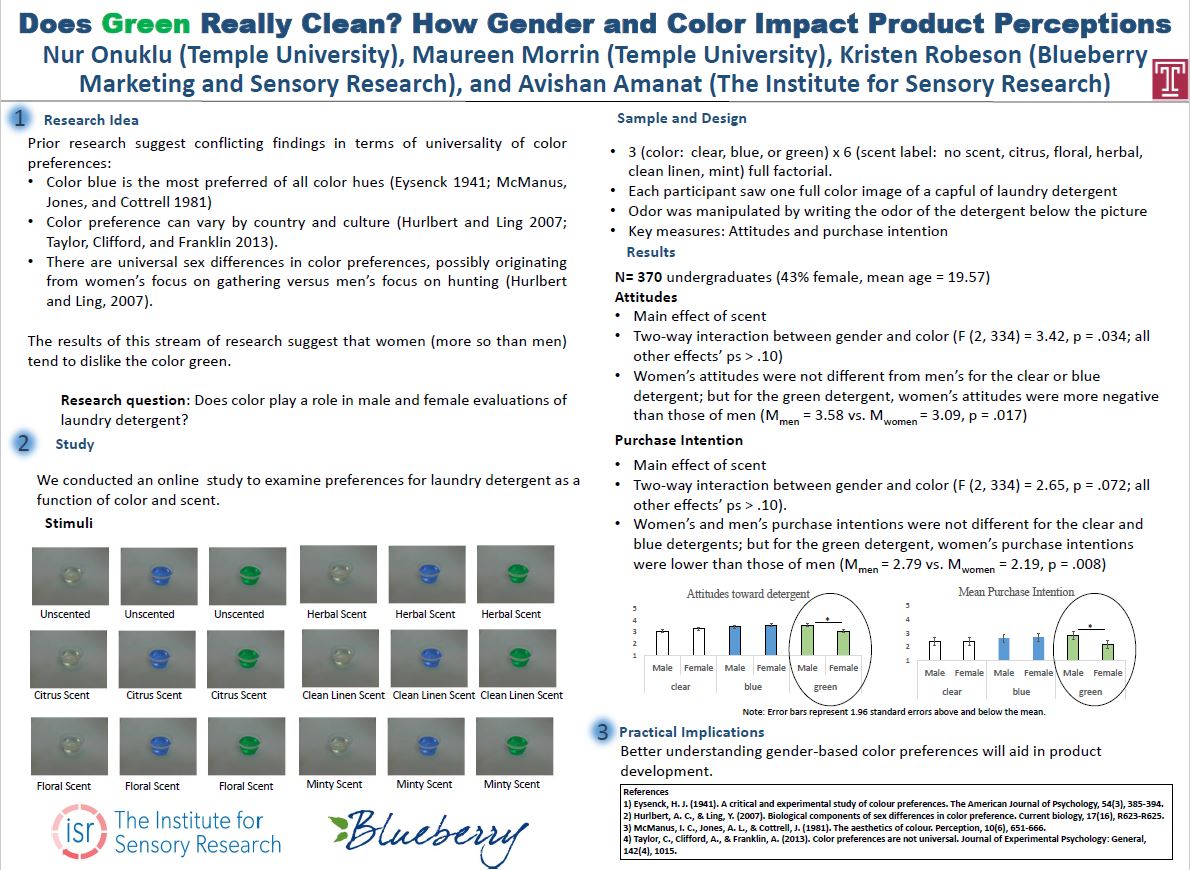 Does Green Really Clean? How Gender and Color Impact Product Perceptions
Nur Onuklu (Temple University), Maureen Morrin (Temple University), Kristen Robeson (Blueberry
Marketing and Sensory Research), and Avishan Amanat (The Institute for Sensory Research)
T
1 Research Idea
Prior research suggest conflicting findings in terms of universality of color
preferences:
• Color blue is the most preferred of all color hues (Eysenck 1941; McManus,
Jones, and Cottrell 1981)
• Color preference can vary by country and culture (Hurlbert and Ling 2007;
Taylor, Clifford, and Franklin 2013).
• There are universal sex differences in color preferences, possibly originating
from women's focus on gathering versus men's focus on hunting (Hurlbert
and Ling, 2007).
The results of this stream of research suggest that women (more so than men)
tend to dislike the color green.
Research question: Does color play a role in male and female evaluations of
laundry detergent?
2 Study
We conducted an online study to examine preferences for laundry detergent as a
function of color and scent.
Stimuli
Unscented Unscented Unscented Herbal Scent Herbal Scent Herbal Scent
Citrus Scent Citrus Scent Citrus Scent Clean Linen Scent Clean Linen Scent Clean Linen Scent
Floral Scent Floral Scent Floral Scent Minty Scent Minty Scent Minty Scent
isr The Institute for
Sensory Research
Blueberry
Sample and Design
• 3 (color: clear, blue, or green) x 6 (scent label: no scent, citrus, floral, herbal,
clean linen, mint) full factorial.
• Each participant saw one full color image of a capful of laundry detergent
• Odor was manipulated by writing the odor of the detergent below the picture
• Key measures: Attitudes and purchase intention
Results
N= 370 undergraduates (43% female, mean age = 19.57)
Attitudes
• Main effect of scent
• Two-way interaction between gender and color (F (2, 334) = 3.42, p = .034; all
other effects' ps > .10)
• Women's attitudes were not different from men's for the clear or blue
detergent; but for the green detergent, women's attitudes were more negative
than those of men (Mmen = 3.58 vs. Mwomen = 3.09, p = .017)
Purchase Intention
• Main effect of scent
• Two-way interaction between gender and color (F (2, 334) = 2.65, p = .072; all
other effects' ps > .10).
• Women's and men's purchase intentions were not different for the clear and
blue detergents; but for the green detergent, women's purchase intentions
were lower than those of men (Mmen = 2.79 vs. Mwomen = 2.19, p = .008)
Attitudes toward detergent
5
4
3
2
1
*
Male Female Male Female Male Female
clear blue green
Mean Purchase Intention
5
4
3
2
1
*
Male Female Male Female Male Female
clear blue green
Note: Error bars represent 1.96 standard errors above and below the mean.
3 Practical Implications
Better understanding gender-based color preferences will aid in product
development.
References
1) Eysenck, H. J. (1941). A critical and experimental study of colour preferences. The American Journal of Psychology, 54(3), 385-394.
2) Hurlbert, A. C., & Ling, Y. (2007). Biological components of sex differences in color preference. Current biology, 17(16), R623-R625.
3) McManus, I. C., Jones, A. L., & Cottrell, J. (1981). The aesthetics of colour. Perception, 10(6), 651-666.
4) Taylor, C., Clifford, A., & Franklin, A. (2013). Color preferences are not universal. Journal of Experimental Psychology: General,
142(4), 1015.